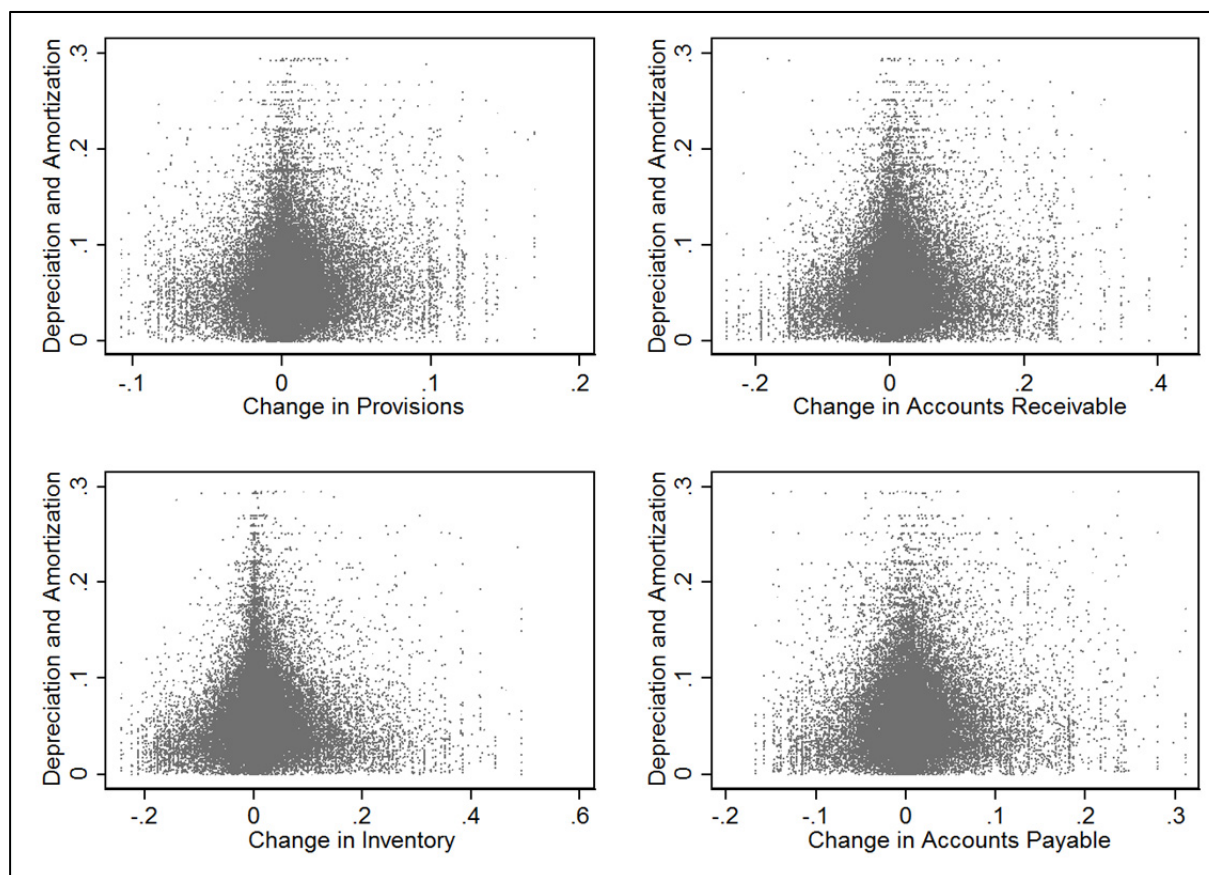 Depreciation and Amortization
.3
.2
.1
0
-.1 0 .1 .2
Change in Provisions
Depreciation and Amortization
.3
.2
.1
0
-.2 0 .2 .4
Change in Accounts Receivable
Depreciation and Amortization
.3
.2
.1
0
-.2 0 .2 .4 .6
Change in Inventory
Depreciation and Amortization
.3
.2
.1
0
-.2 -.1 0 .1 .2 .3
Change in Accounts Payable